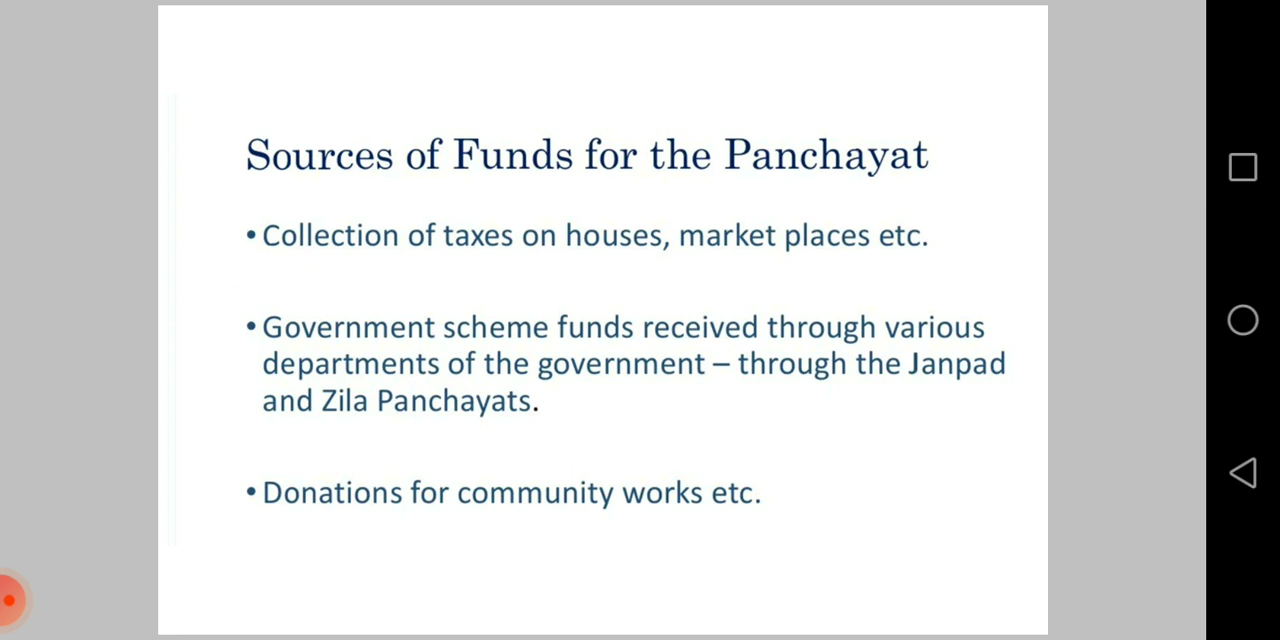 Sources of Funds for the Panchayat
• Collection of taxes on houses, market places etc.
• Government scheme funds received through various
departments of the government – through the Janpad
and Zila Panchayats.
• Donations for community works etc.